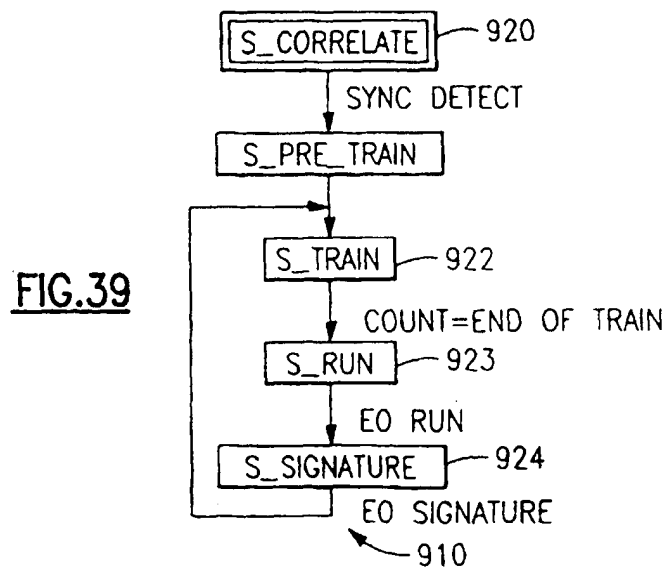 S_CORRELATE 920
SYNC DETECT
S_PRE_TRAIN
S_TRAIN 922
FIG.39
COUNT=END OF TRAIN
S_RUN 923
EO RUN
S_SIGNATURE 924
EO SIGNATURE
910